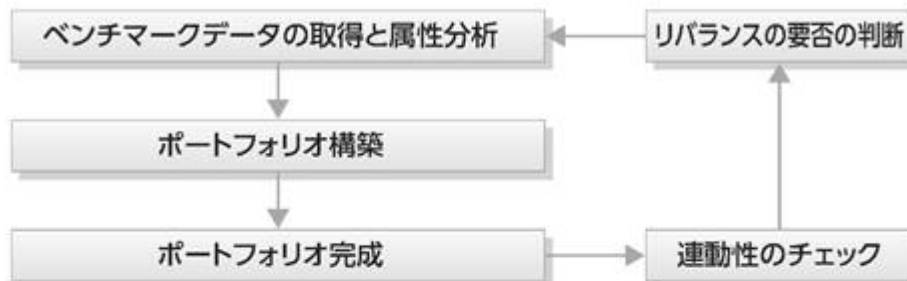 ベンチマークデータの取得と属性分析
リバランスの要否の判断
ポートフォリオ構築
ポートフォリオ完成
連動性のチェック